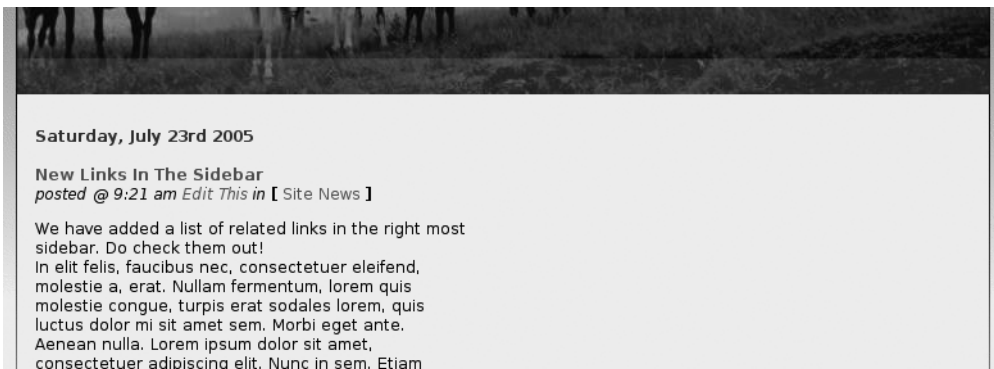 Saturday, July 23rd 2005
New Links In The Sidebar
posted @ 9:21 am Edit This in [ Site News ]
We have added a list of related links in the right most
sidebar. Do check them out!
In elit felis, faucibus nec, consectetuer eleifend,
molestie a, erat. Nullam fermentum, lorem quis
molestie congue, turpis erat sodales lorem, quis
luctus dolor mi sit amet sem. Morbi eget ante.
Aenean nulla. Lorem ipsum dolor sit amet,
consectetuer adipiscing elit. Nunc in sem. Etiam